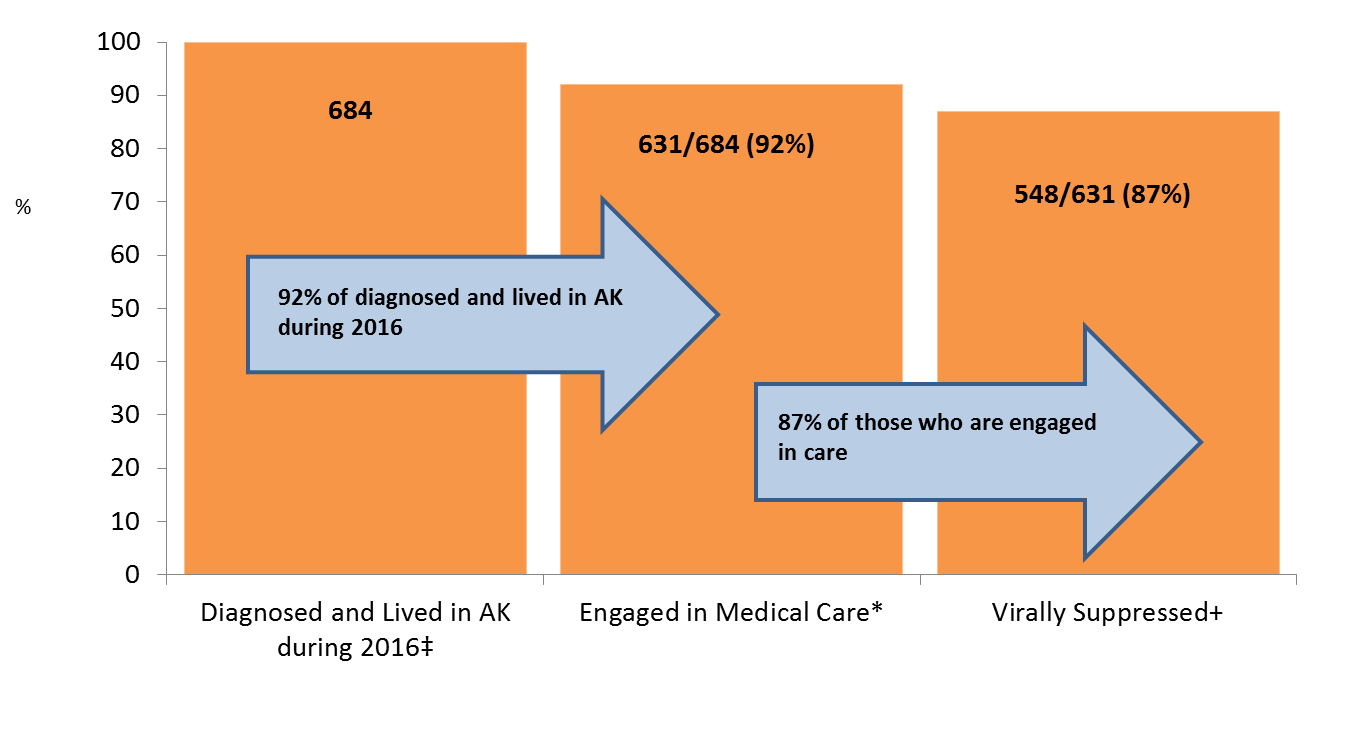 100
90
80
70
60
50
40
30
20
10
0
%
684
631/684 (92%)
548/631 (87%)
92% of diagnosed and lived in AK
during 2016
87% of those who are engaged
in care
Diagnosed and Lived in AK
during 2016‡
Engaged in Medical Care*
Virally Suppressed+